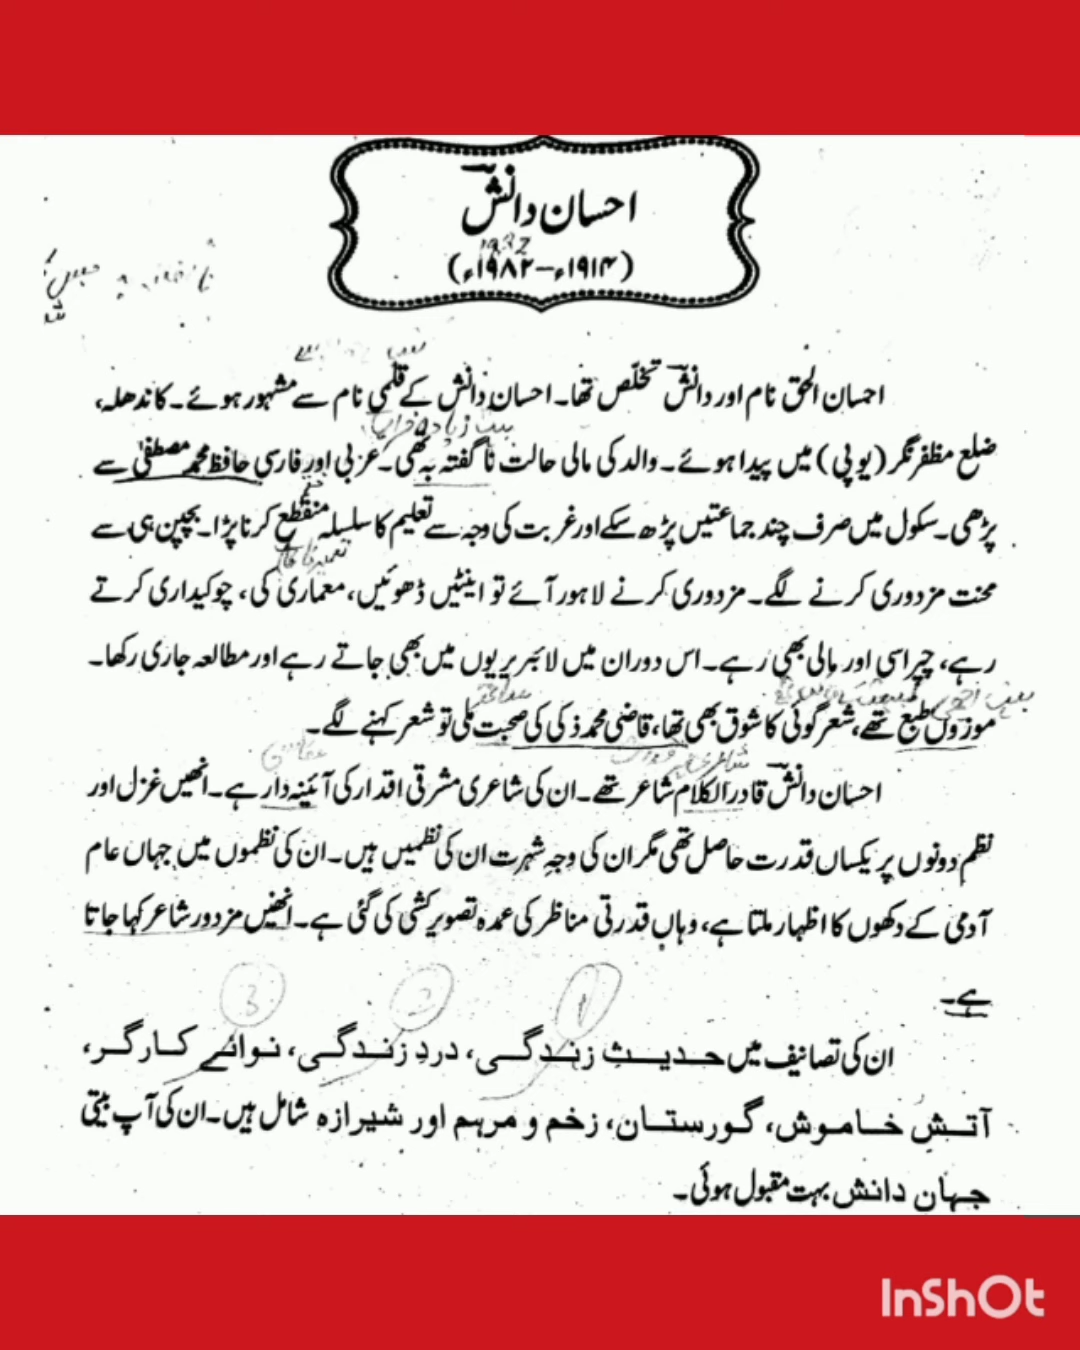 احسان دانشؔ
1982
(۱۹۱۴ء–۱۹۸۲ء)
احسان الحق نام اور دانشؔ تخلّص تھا۔ احسان دانش کے قلمی نام سے مشہور ہوئے۔ کاندھلہ،
ضلع مظفر نگر (یوپی) میں پیدا ہوئے۔ والد کی مالی حالت ناگفتہ بہ تھی۔ عربی اور فارسی حافظ محمد مصطفیٰ سے
پڑھی۔ سکول میں صرف چند جماعتیں پڑھ سکے اور غربت کی وجہ سے تعلیم کا سلسلہ منقطع کرنا پڑا۔ بچپن ہی سے
محنت مزدوری کرنے لگے۔ مزدوری کرنے لاہور آئے تو اینٹیں ڈھوئیں، معماری کی، چوکیداری کرتے
رہے، چپراسی اور مالی بھی رہے۔ اس دوران میں لائبریریوں میں بھی جاتے رہے اور مطالعہ جاری رکھا۔
موزوں طبع تھے، شعر گوئی کا شوق بھی تھا، قاضی محمد ذکی کی صحبت ملی تو شعر کہنے لگے۔
احسان دانشؔ قادر الکلام شاعر تھے۔ ان کی شاعری مشرقی اقدار کی آئینہ دار ہے۔ انھیں غزل اور
نظم دونوں پر یکساں قدرت حاصل تھی مگر ان کی وجہِ شہرت ان کی نظمیں ہیں۔ ان کی نظموں میں جہاں عام
آدمی کے دکھوں کا اظہار ملتا ہے، وہاں قدرتی مناظر کی عمدہ تصویر کشی کی گئی ہے۔ انھیں مزدور شاعر کہا جاتا
ہے۔
1 2 3
ان کی تصانیف میں حدیثِ زندگی، دردِ زندگی، نوائے کارگر،
آتشِ خاموش، گورستان، زخم و مرہم اور شیرازہ شامل ہیں۔ ان کی آپ بیتی
جہان دانش بہت مقبول ہوئی۔
InShOt